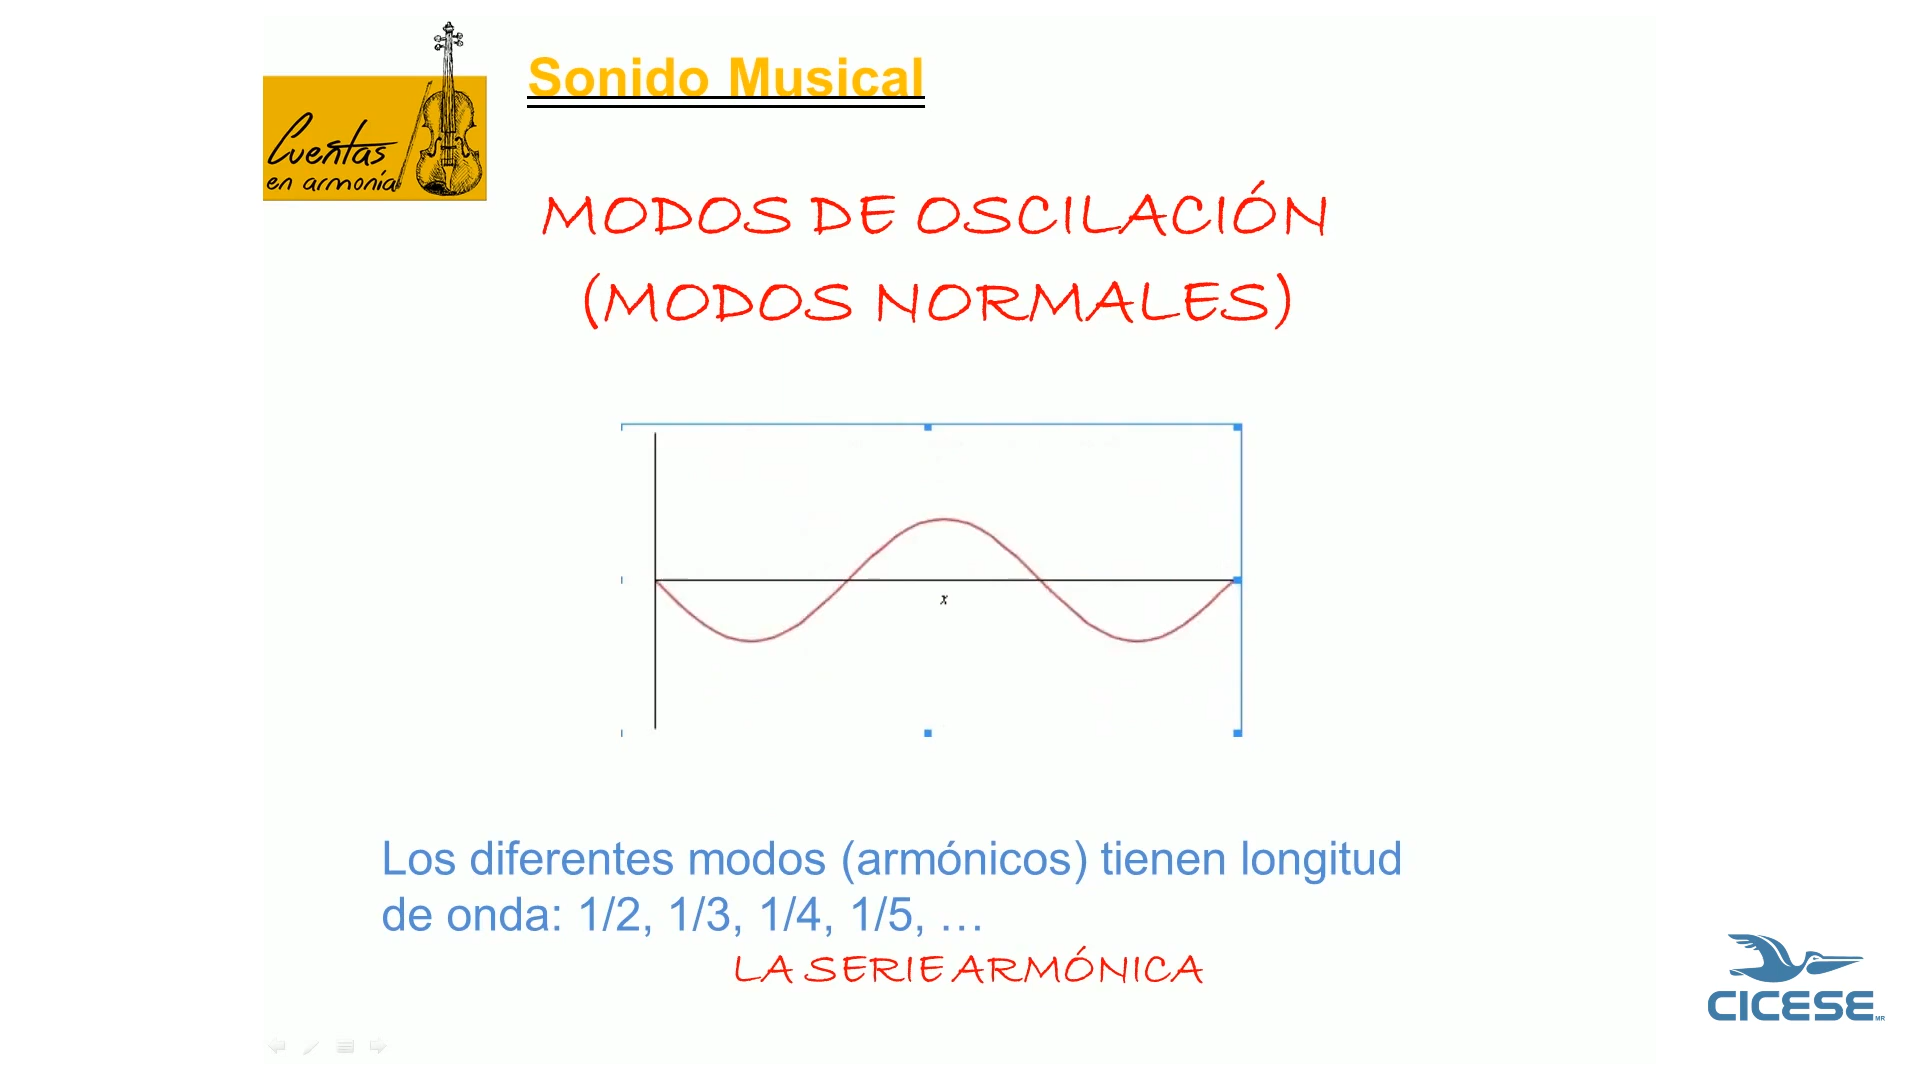 Sonido Musical
Cuentas
en armonía
MODOS DE OSCILACIÓN
(MODOS NORMALES)
x
Los diferentes modos (armónicos) tienen longitud
de onda: 1/2, 1/3, 1/4, 1/5, …
LA SERIE ARMÓNICA
CICESE MR